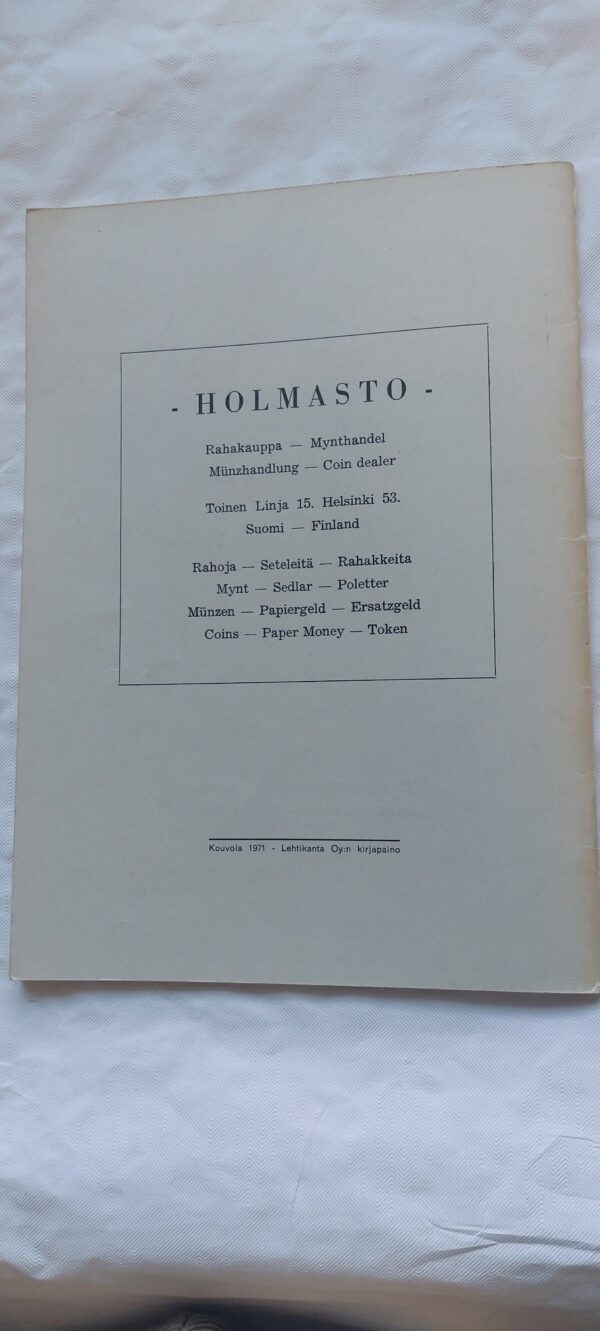 - HOLMASTO -
Rahakauppa — Mynthandel
Münzhandlung — Coin dealer
Toinen Linja 15. Helsinki 53.
Suomi — Finland
Rahoja — Seteleitä — Rahakkeita
Mynt — Sedlar — Poletter
Münzen — Papiergeld — Ersatzgeld
Coins — Paper Money — Token
Kouvola 1971 - Lehtikanta Oy:n kirjapaino